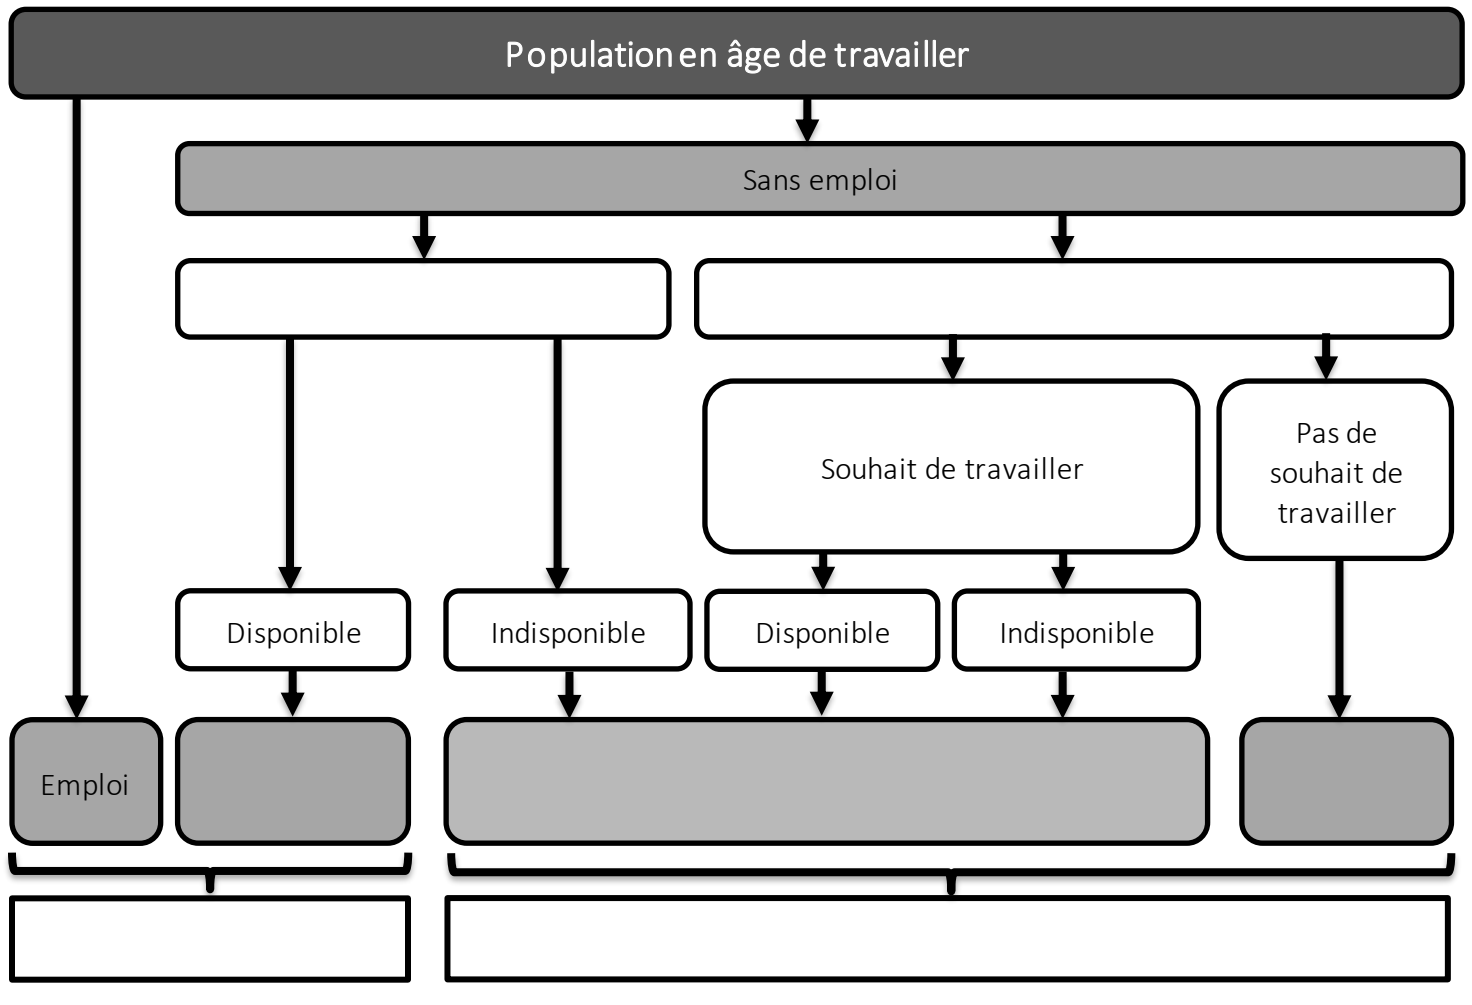 Population en âge de travailler
Sans emploi
Souhait de travailler
Pas de
souhait de
travailler
Disponible
Indisponible
Disponible
Indisponible
Emploi